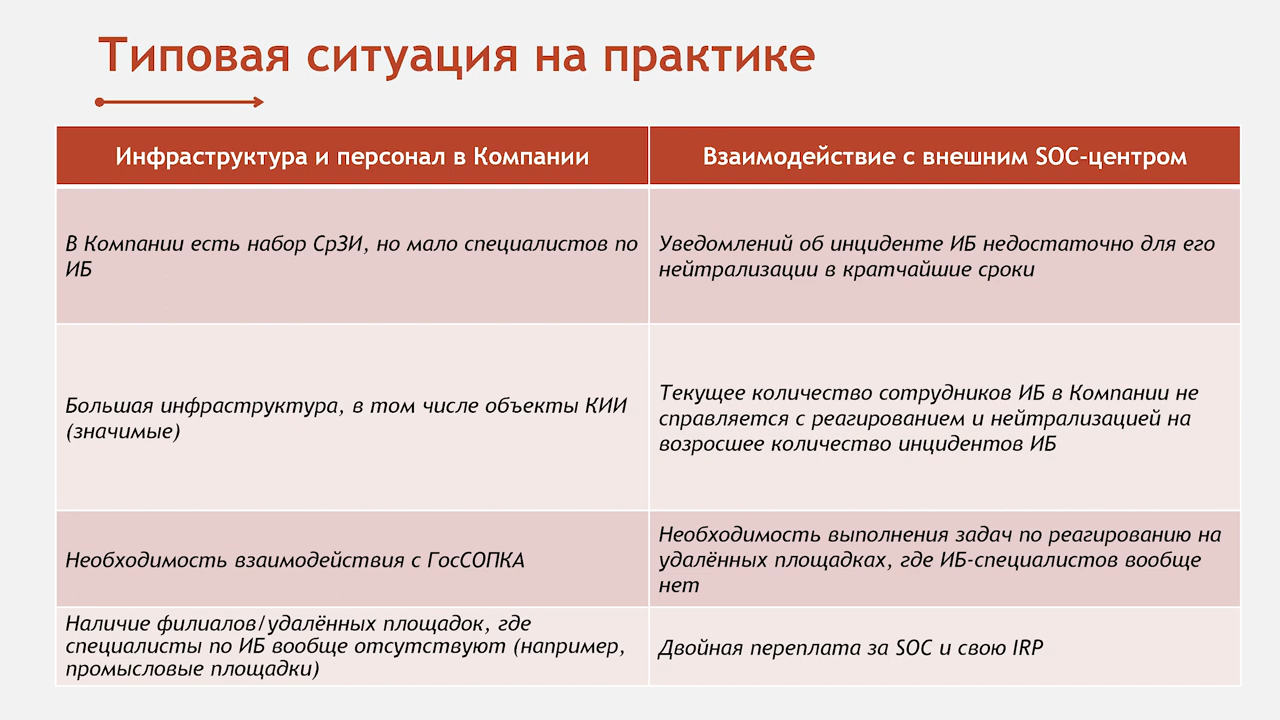 Типовая ситуация на практике
Инфраструктура и персонал в Компании
Взаимодействие с внешним SOC-центром
В Компании есть набор СрЗИ, но мало специалистов по
ИБ
Уведомлений об инциденте ИБ недостаточно для его
нейтрализации в кратчайшие сроки
Большая инфраструктура, в том числе объекты КИИ
(значимые)
Текущее количество сотрудников ИБ в Компании не
справляется с реагированием и нейтрализацией на
возросшее количество инцидентов ИБ
Необходимость взаимодействия с ГосСОПКА
Необходимость выполнения задач по реагированию на
удалённых площадках, где ИБ-специалистов вообще
нет
Наличие филиалов/удалённых площадок, где
специалисты по ИБ вообще отсутствуют (например,
промысловые площадки)
Двойная переплата за SOC и свою IRP